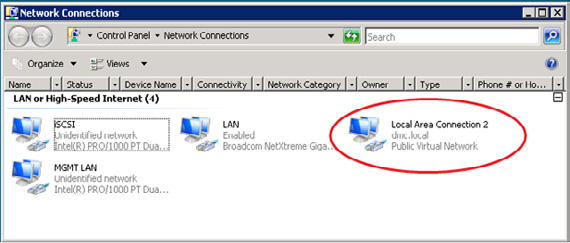 Network Connections
Control Panel Network Connections
Search
Organize Views
Name Status Device Name Connectivity Network Category Owner Type Phone # or Ho...
LAN or High-Speed Internet (4)
iSCSI
Unidentified network
Intel(R) PRO/1000 PT Dua...
LAN
Enabled
Broadcom NetXtreme Giga...
Local Area Connection 2
dmc.local
Public Virtual Network
MGMT LAN
Unidentified network
Intel(R) PRO/1000 PT Dua...